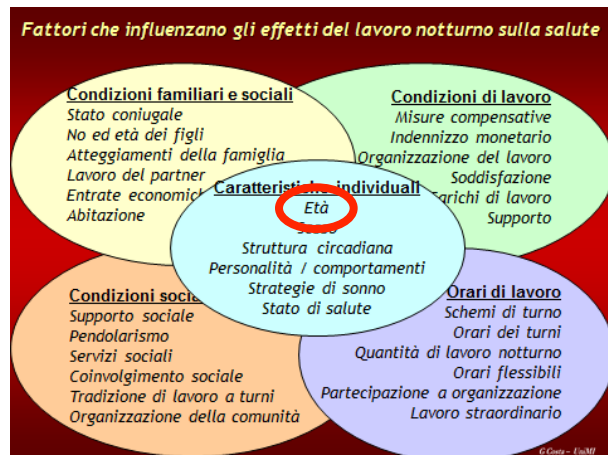 Fattori che influenzano gli effetti del lavoro notturno sulla salute
Condizioni familiari e sociali
Stato coniugale
No ed età dei figli
Atteggiamenti della famiglia
Lavoro del partner
Entrate economich
Abitazione
Condizioni di lavoro
Misure compensative
Indennizzo monetario
Organizzazione del lavoro
Soddisfazione
Carichi di lavoro
Supporto
Caratteristiche individuali
Età
Sesso
Struttura circadiana
Personalità / comportamenti
Strategie di sonno
Stato di salute
Condizioni socia
Supporto sociale
Pendolarismo
Servizi sociali
Coinvolgimento sociale
Tradizione di lavoro a turni
Organizzazione della comunità
Orari di lavoro
Schemi di turno
Orari dei turni
Quantità di lavoro notturno
Orari flessibili
Partecipazione a organizzazione
Lavoro straordinario
G Costa - UniMI